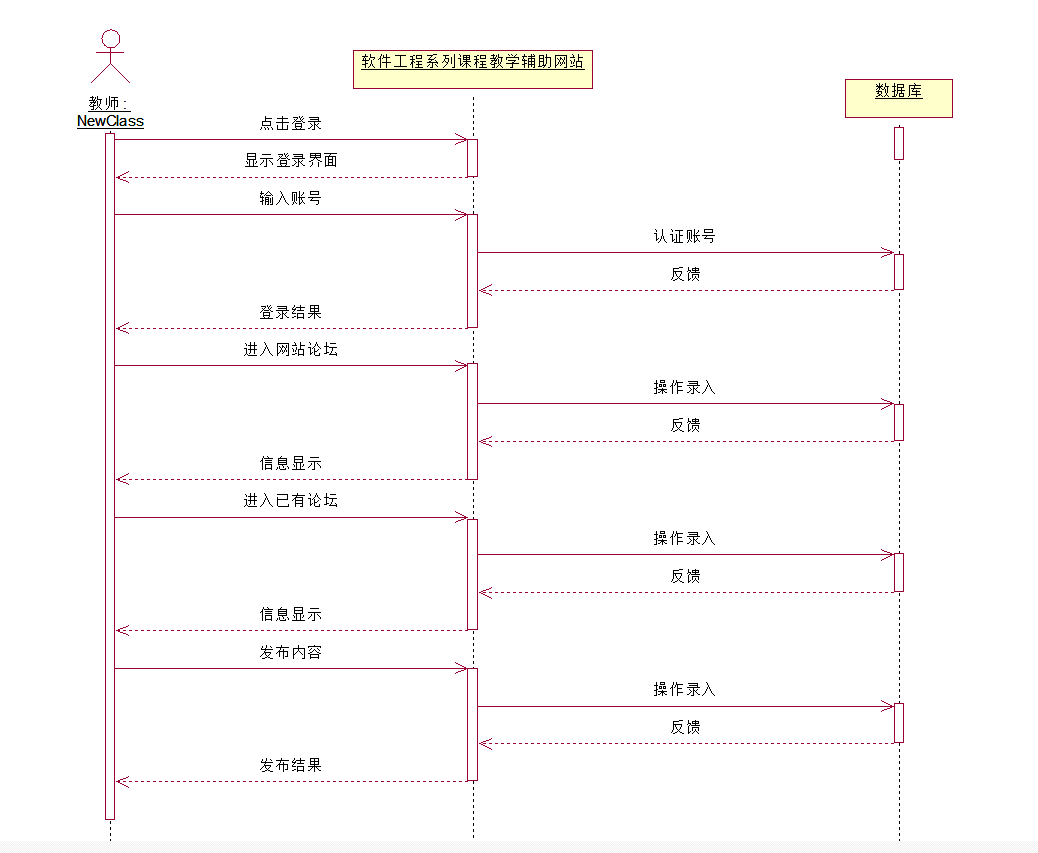 软件工程系列课程教学辅助网站
数据库
教师：
NewClass
点击登录
显示登录界面
输入账号
认证账号
反馈
登录结果
进入网站论坛
操作录入
反馈
信息显示
进入已有论坛
操作录入
反馈
信息显示
发布内容
操作录入
反馈
发布结果